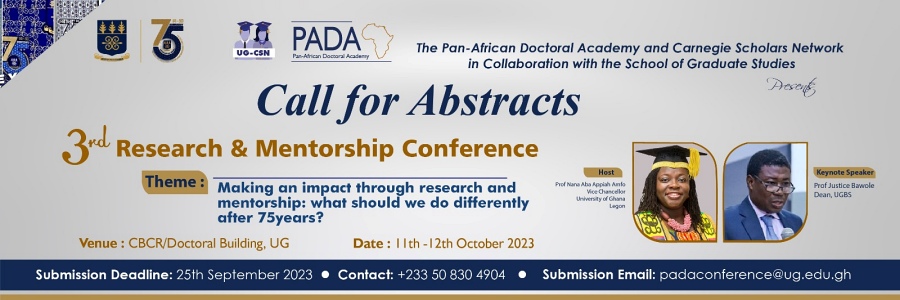 75
UG-CSN
PADA
Pan-African Doctoral Academy
The Pan-African Doctoral Academy and Carnegie Scholars Network
in Collaboration with the School of Graduate Studies
Presents
Call for Abstracts
3rd Research & Mentorship Conference
Theme :
Making an impact through research and
mentorship: what should we do differently
after 75years?
Venue : CBCR/Doctoral Building, UG
Date : 11th -12th October 2023
Host
Prof Nana Aba Appiah Amfo
Vice Chancellor
University of Ghana
Legon
Keynote Speaker
Prof Justice Bawole
Dean, UGBS
Submission Deadline: 25th September 2023 ● Contact: +233 50 830 4904 ● Submission Email: padaconference@ug.edu.gh